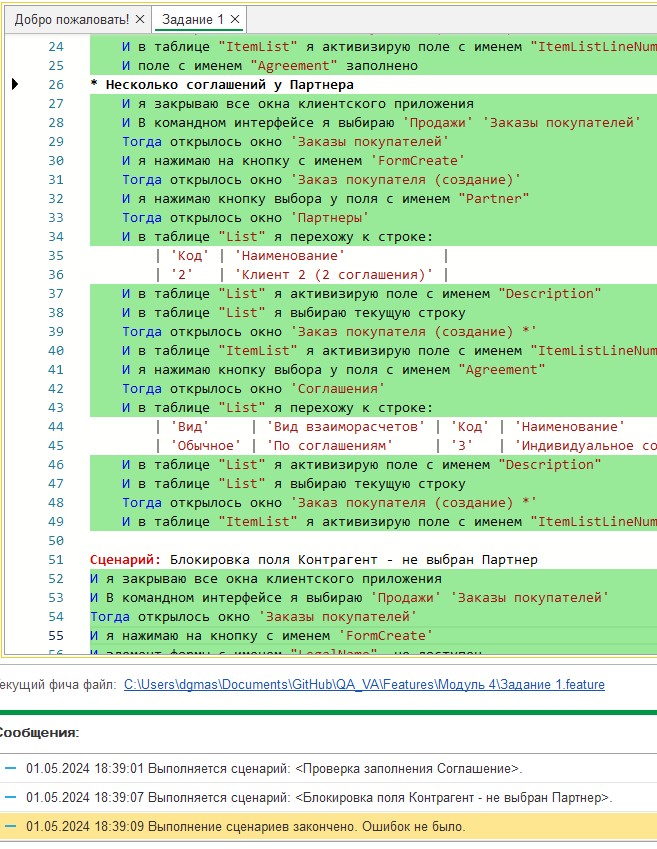 Добро пожаловать! × Задание 1 ×
24 И в таблице "ItemList" я активизирую поле с именем "ItemListLineNum
25 И поле с именем "Agreement" заполнено
26 * Несколько соглашений у Партнера
27 И я закрываю все окна клиентского приложения
28 И В командном интерфейсе я выбираю 'Продажи' 'Заказы покупателей'
29 Тогда открылось окно 'Заказы покупателей'
30 И я нажимаю на кнопку с именем 'FormCreate'
31 Тогда открылось окно 'Заказ покупателя (создание)'
32 И я нажимаю кнопку выбора у поля с именем "Partner"
33 Тогда открылось окно 'Партнеры'
34 И в таблице "List" я перехожу к строке:
35 | 'Код' | 'Наименование' |
36 | '2' | 'Клиент 2 (2 соглашения)' |
37 И в таблице "List" я активизирую поле с именем "Description"
38 И в таблице "List" я выбираю текущую строку
39 Тогда открылось окно 'Заказ покупателя (создание) *'
40 И в таблице "ItemList" я активизирую поле с именем "ItemListLineNum
41 И я нажимаю кнопку выбора у поля с именем "Agreement"
42 Тогда открылось окно 'Соглашения'
43 И в таблице "List" я перехожу к строке:
44 | 'Вид' | 'Вид взаиморасчетов' | 'Код' | 'Наименование'
45 | 'Обычное' | 'По соглашениям' | '3' | 'Индивидуальное со
46 И в таблице "List" я активизирую поле с именем "Description"
47 И в таблице "List" я выбираю текущую строку
48 Тогда открылось окно 'Заказ покупателя (создание) *'
49 И в таблице "ItemList" я активизирую поле с именем "ItemListLineNum
50
51 Сценарий: Блокировка поля Контрагент - не выбран Партнер
52 И я закрываю все окна клиентского приложения
53 И В командном интерфейсе я выбираю 'Продажи' 'Заказы покупателей'
54 Тогда открылось окно 'Заказы покупателей'
55 И я нажимаю на кнопку с именем 'FormCreate'
56 И элемент формы с именем "LegalName" не доступен
екущий фича файл: C:\Users\dgmas\Documents\GitHub\QA_VA\Features\Модуль 4\Задание 1.feature
Сообщения:
01.05.2024 18:39:01 Выполняется сценарий: <Проверка заполнения Соглашение>.
01.05.2024 18:39:07 Выполняется сценарий: <Блокировка поля Контрагент - не выбран Партнер>.
01.05.2024 18:39:09 Выполнение сценариев закончено. Ошибок не было.